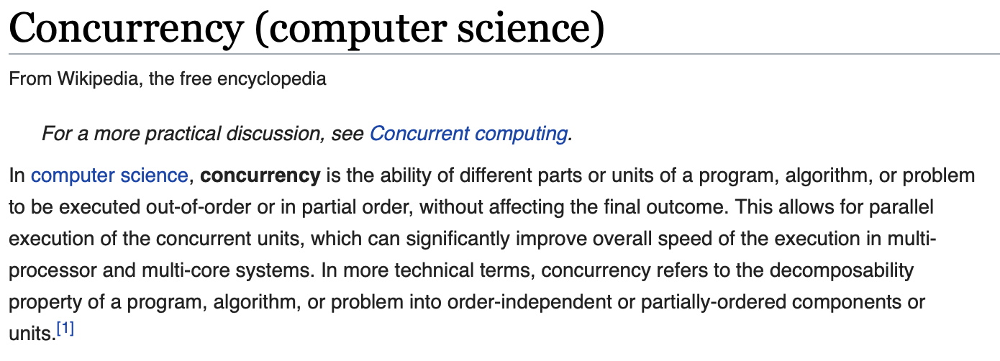 Concurrency (computer science)
From Wikipedia, the free encyclopedia
For a more practical discussion, see Concurrent computing.
In computer science, concurrency is the ability of different parts or units of a program, algorithm, or problem
to be executed out-of-order or in partial order, without affecting the final outcome. This allows for parallel
execution of the concurrent units, which can significantly improve overall speed of the execution in multi-
processor and multi-core systems. In more technical terms, concurrency refers to the decomposability
property of a program, algorithm, or problem into order-independent or partially-ordered components or
units.[1]